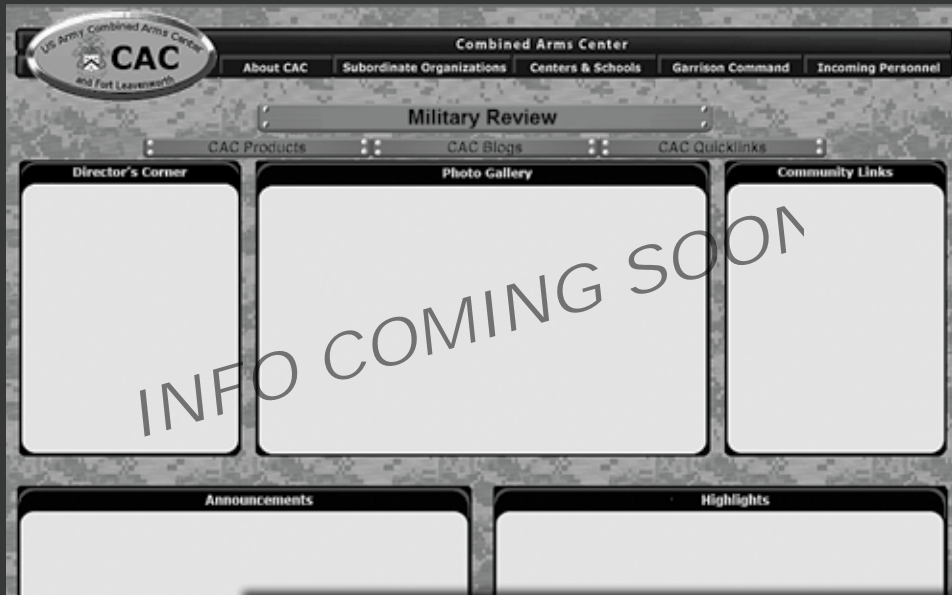 US Army Combined Arms Center
CAC
and Fort Leavenworth
Combined Arms Center
About CAC
Subordinate Organizations
Centers & Schools
Garrison Command
Incoming Personnel
Military Review
CAC Products
CAC Blogs
CAC Quicklinks
Director's Corner
Photo Gallery
Community Links
INFO COMING SOON
Announcements
Highlights